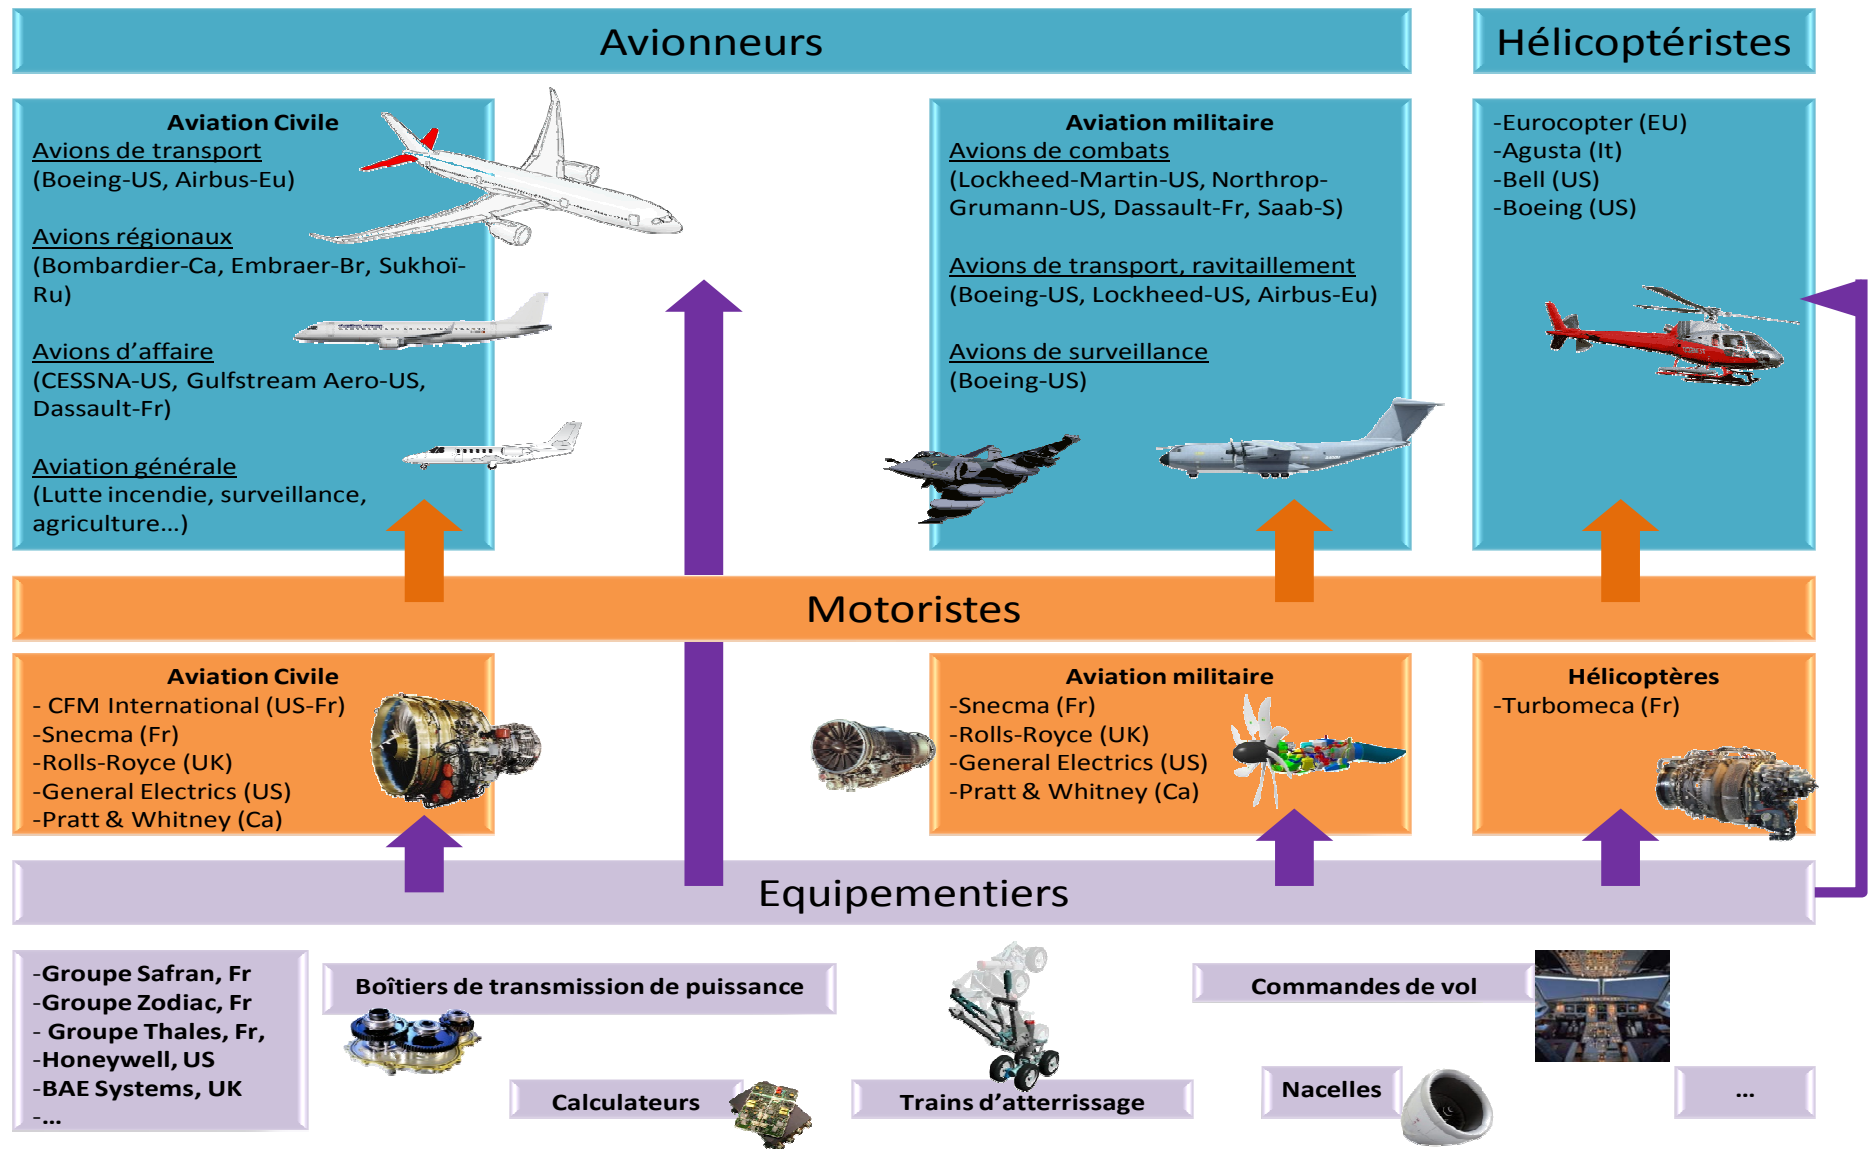 Avionneurs
Hélicoptéristes
Aviation Civile
Avions de transport
(Boeing-US, Airbus-Eu)
Avions régionaux
(Bombardier-Ca, Embraer-Br, Sukhoï-
Ru)
Avions d’affaire
(CESSNA-US, Gulfstream Aero-US,
Dassault-Fr)
Aviation générale
(Lutte incendie, surveillance,
agriculture...)
Aviation militaire
Avions de combats
(Lockheed-Martin-US, Northrop-
Grumann-US, Dassault-Fr, Saab-S)
Avions de transport, ravitaillement
(Boeing-US, Lockheed-US, Airbus-Eu)
Avions de surveillance
(Boeing-US)
-Eurocopter (EU)
-Agusta (It)
-Bell (US)
-Boeing (US)
Motoristes
Aviation Civile
- CFM International (US-Fr)
-Snecma (Fr)
-Rolls-Royce (UK)
-General Electrics (US)
-Pratt & Whitney (Ca)
Aviation militaire
-Snecma (Fr)
-Rolls-Royce (UK)
-General Electrics (US)
-Pratt & Whitney (Ca)
Hélicoptères
-Turbomeca (Fr)
Equipementiers
-Groupe Safran, Fr
-Groupe Zodiac, Fr
- Groupe Thales, Fr,
-Honeywell, US
-BAE Systems, UK
-...
Boîtiers de transmission de puissance
Commandes de vol
Calculateurs
Trains d’atterrissage
Nacelles
...